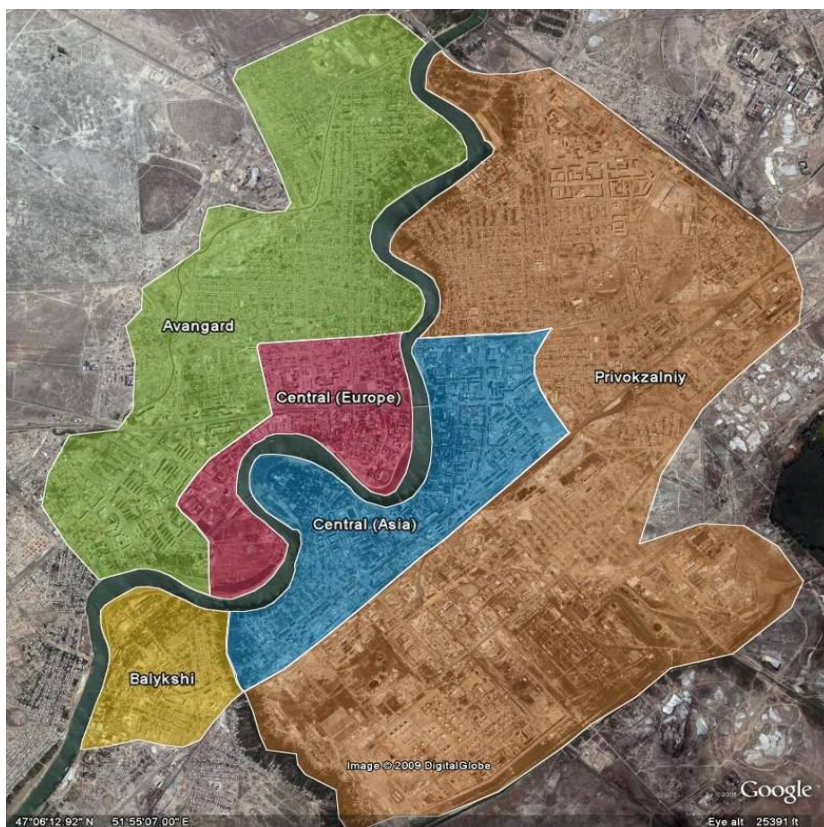 Avangard
Central (Europe)
Privokzalniy
Central (Asia)
Balykshi
Image © 2009 DigitalGlobe
Google
47°06'12.92" N 51°55'07.00" E
Eye alt 25391 ft